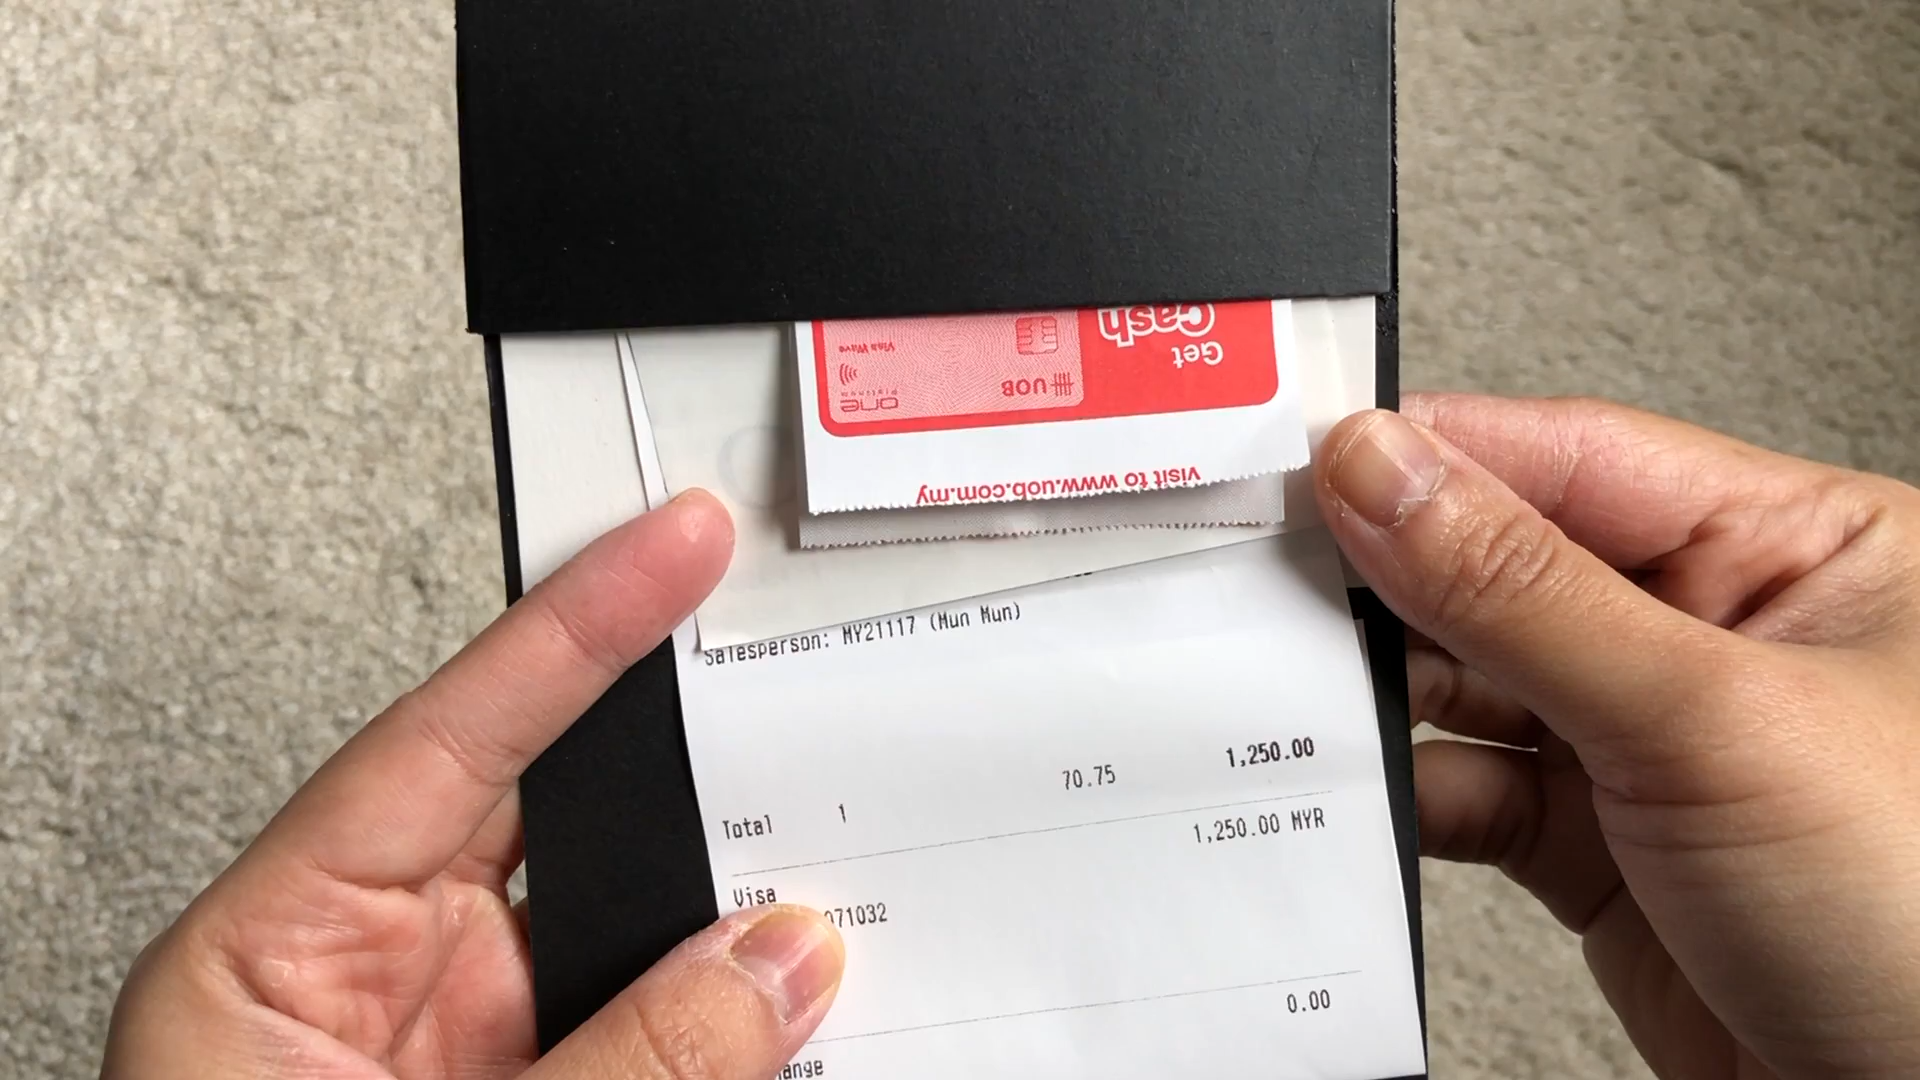 Get
Cash
UOB
one
Platinum
Visa Wave
visit to www.uob.com.my
Salesperson: MY21117 (Mun Mun)
Total 1 70.75 1,250.00
1,250.00 MYR
Visa
071032
0.00
ange